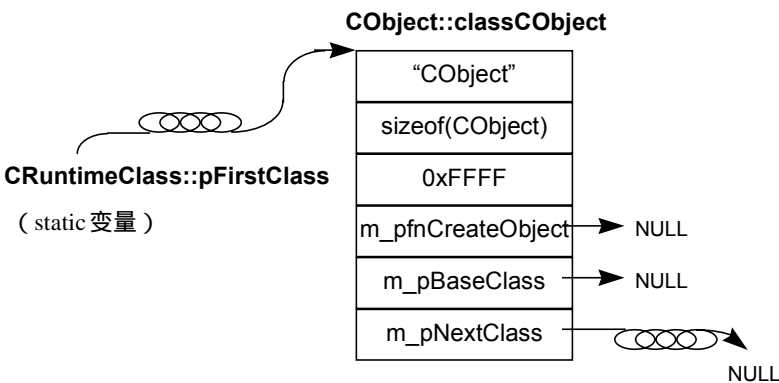 CObject::classCObject
“CObject”
sizeof(CObject)
CRuntimeClass::pFirstClass
0xFFFF
（static 变量）
m_pfnCreateObject
NULL
m_pBaseClass
NULL
m_pNextClass
NULL